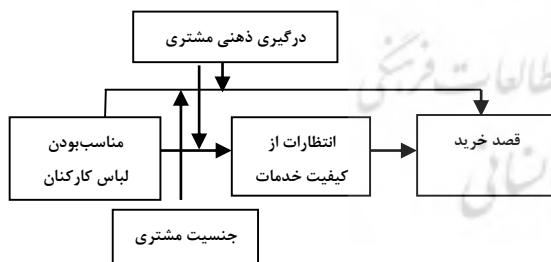 درگیری ذهنی مشتری
مناسب‌بودن
لباس کارکنان
انتظارات از
کیفیت خدمات
قصد خرید
جنسیت مشتری